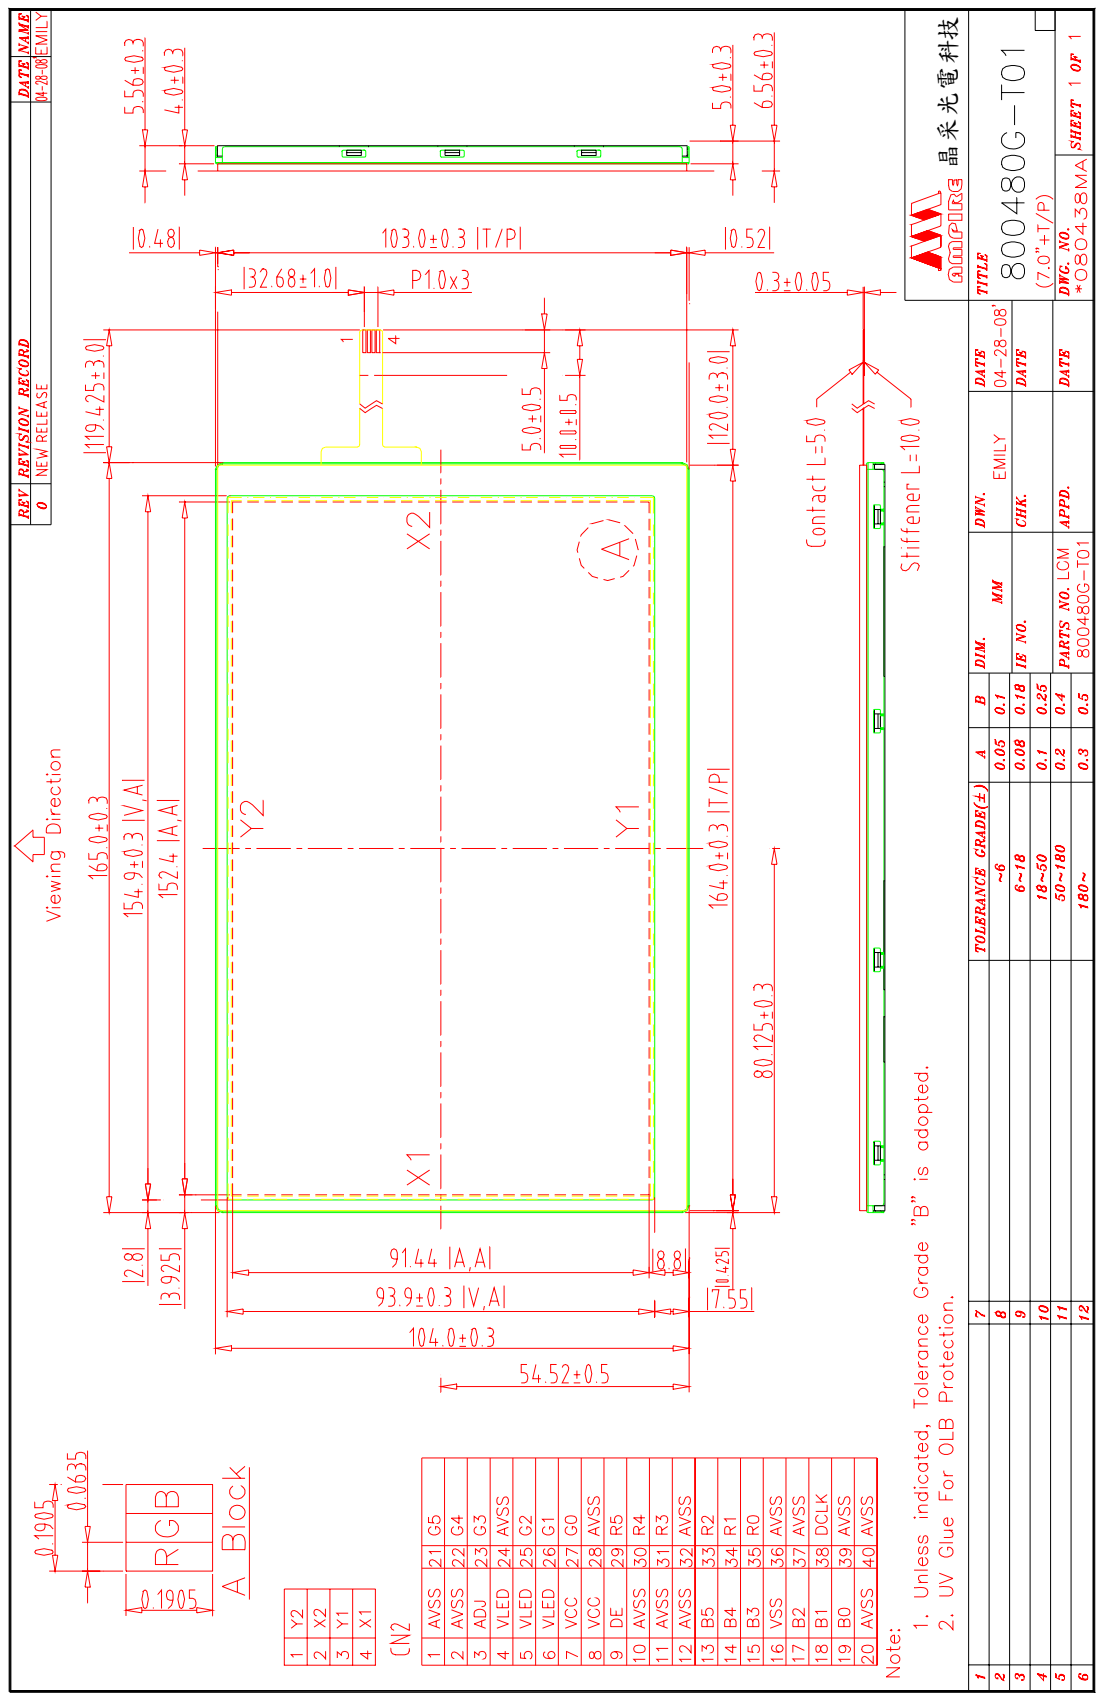 REV REVISION RECORD DATE NAME
0 NEW RELEASE 04-28-08' EMILY
Viewing Direction
165.0±0.3
154.9±0.3 |V,A|
152.4 |A,A|
|119.425±3.0|
|2.8|
|3.925|
5.56±0.3
4.0±0.3
|0.48|
103.0±0.3 |T/P|
|0.52|
|32.68±1.0|
P1.0x3
5.0±0.3
6.56±0.3
1
4
5.0±0.5
10.0±0.5
|120.0±3.0|
0.3±0.05
Contact L=5.0
Stiffener L=10.0
X2
A
Y2
Y1
X1
164.0±0.3 |T/P|
80.125±0.3
91.44 |A,A|
|8.8|
|0.425|
93.9±0.3 |V,A|
|7.55|
104.0±0.3
54.52±0.5
0.1905
0.0635
R G B
0.1905
A Block
1 Y2
2 X2
3 Y1
4 X1
CN2
1 AVSS 21 G5
2 AVSS 22 G4
3 ADJ 23 G3
4 VLED 24 AVSS
5 VLED 25 G2
6 VLED 26 G1
7 VCC 27 G0
8 VCC 28 AVSS
9 DE 29 R5
10 AVSS 30 R4
11 AVSS 31 R3
12 AVSS 32 AVSS
13 B5 33 R2
14 B4 34 R1
15 B3 35 R0
16 VSS 36 AVSS
17 B2 37 AVSS
18 B1 38 DCLK
19 B0 39 AVSS
20 AVSS 40 AVSS
Note:
1. Unless indicated, Tolerance Grade "B" is adopted.
2. UV Glue For OLB Protection.
1 7
2 8
3 9
4 10
5 11
6 12
TOLERANCE GRADE(±) A B
~6 0.05 0.1
6~18 0.08 0.18
18~50 0.1 0.25
50~180 0.2 0.4
180~ 0.3 0.5
DIM. MM
IE NO.
PARTS NO. LCM
800480G-T01
DWN. EMILY
DATE 04-28-08'
CHK.
DATE
APPD.
DATE
AMPIRE 晶采光電科技
TITLE
800480G-T01
(7.0"+T/P)
DWG. NO.
*080438MA
SHEET 1 OF 1